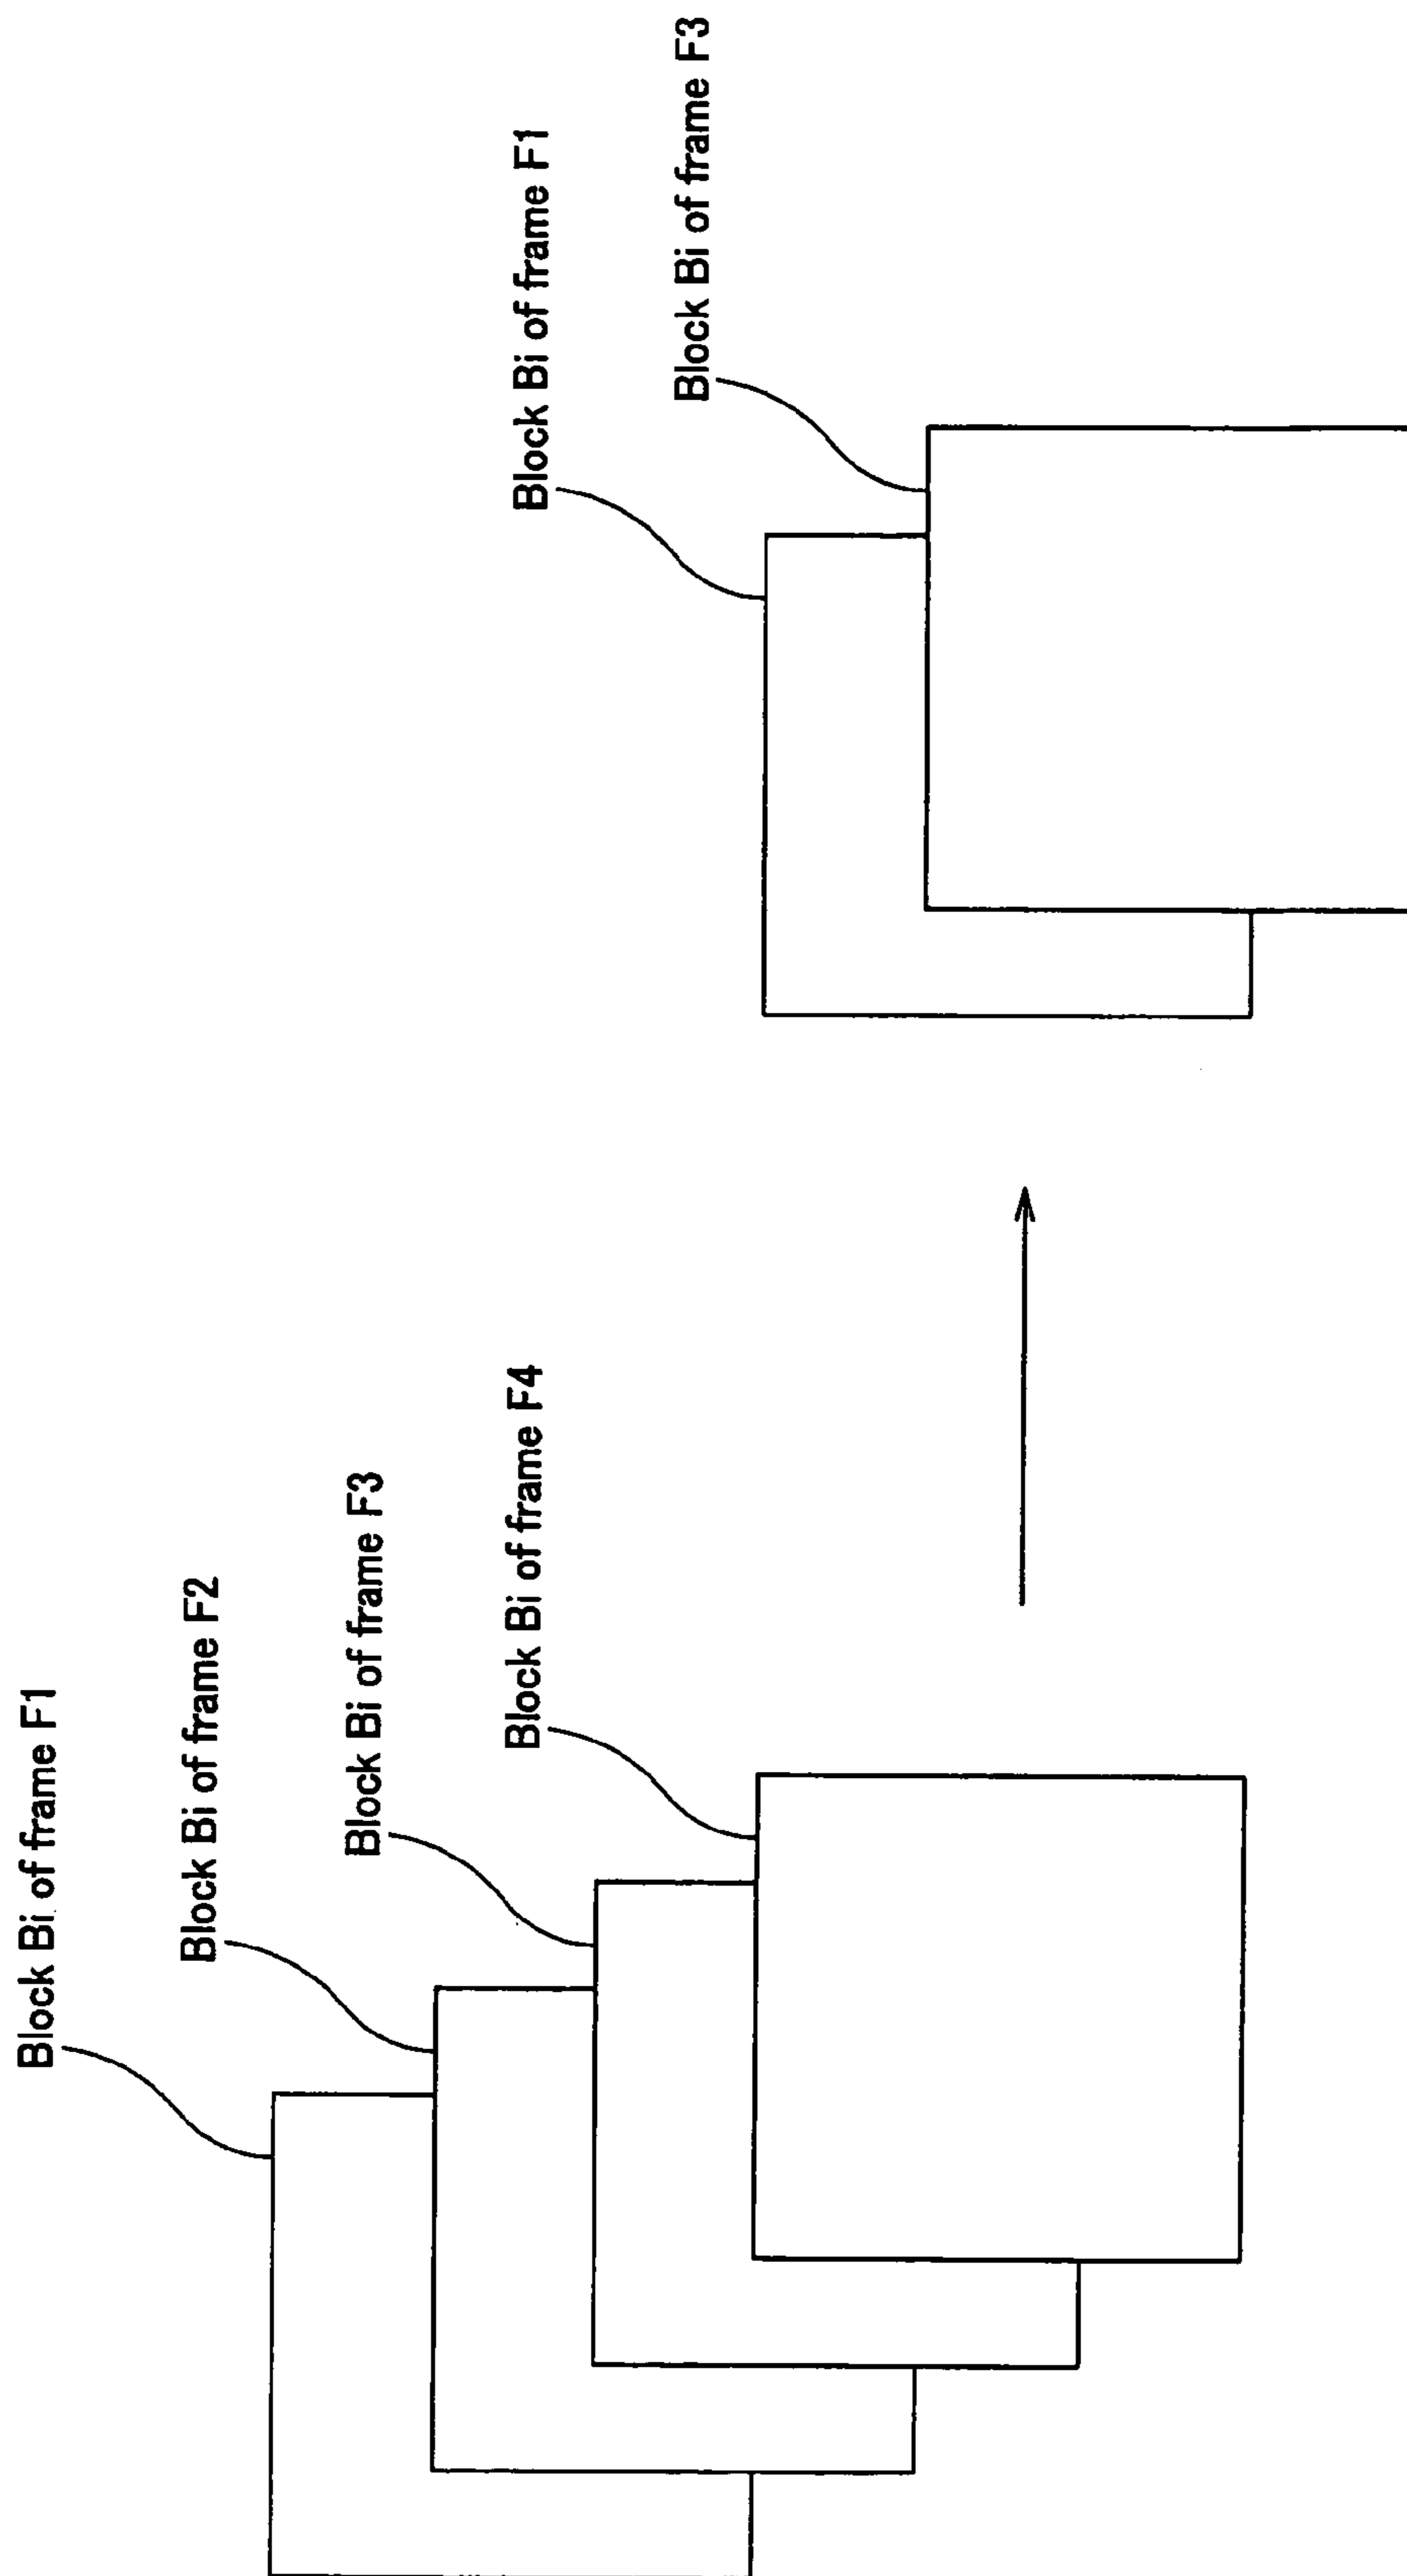 Block Bi of frame F1
Block Bi of frame F2
Block Bi of frame F3
Block Bi of frame F4
Block Bi of frame F1
Block Bi of frame F3